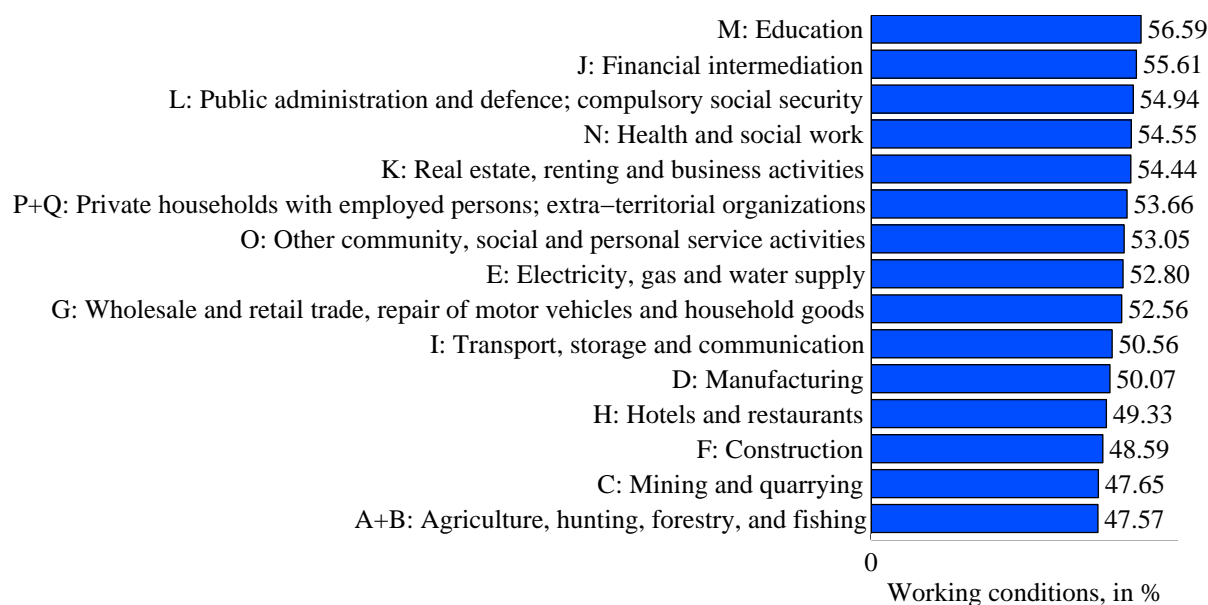 M: Education 56.59
J: Financial intermediation 55.61
L: Public administration and defence; compulsory social security 54.94
N: Health and social work 54.55
K: Real estate, renting and business activities 54.44
P+Q: Private households with employed persons; extra−territorial organizations 53.66
O: Other community, social and personal service activities 53.05
E: Electricity, gas and water supply 52.80
G: Wholesale and retail trade, repair of motor vehicles and household goods 52.56
I: Transport, storage and communication 50.56
D: Manufacturing 50.07
H: Hotels and restaurants 49.33
F: Construction 48.59
C: Mining and quarrying 47.65
A+B: Agriculture, hunting, forestry, and fishing 47.57
0
Working conditions, in %